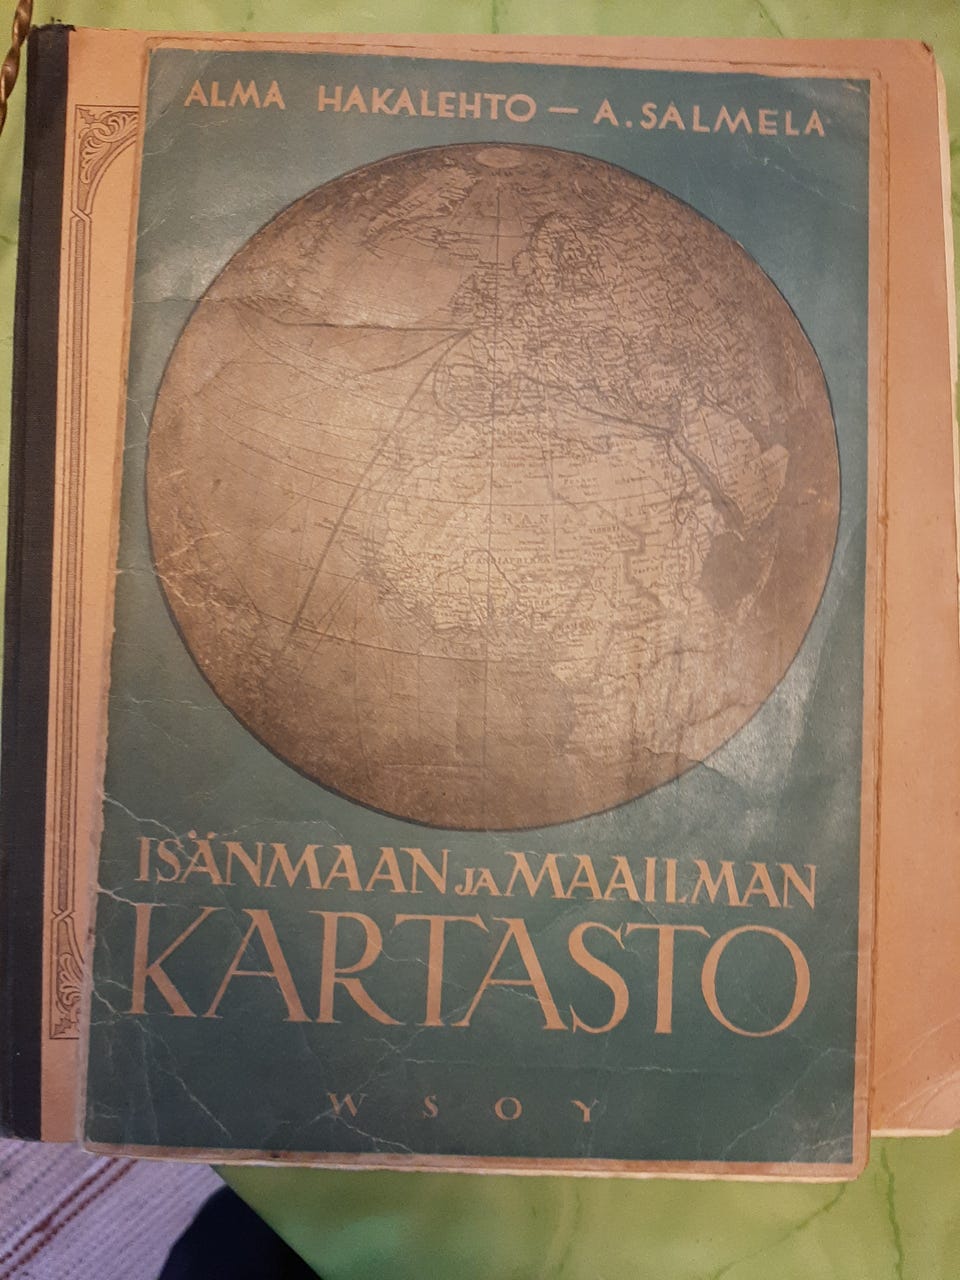 ALMA HAKALEHTO — A. SALMELA
ISÄNMAAN JA MAAILMAN
KARTASTO
WSOY